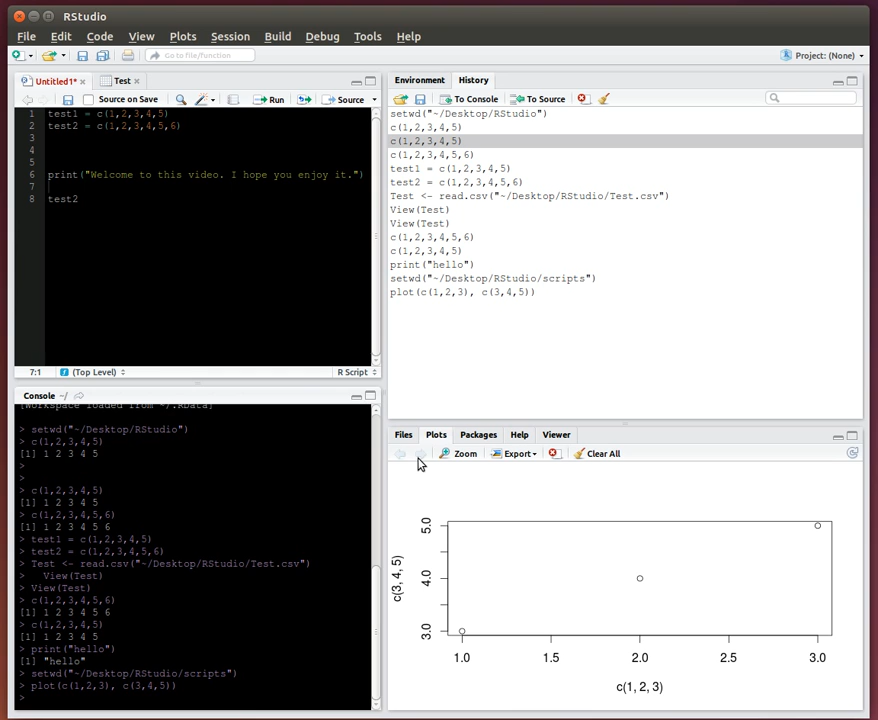 RStudio
File Edit Code View Plots Session Build Debug Tools Help
Go to file/function Project: (None)
Untitled1* Test
Source on Save Run Source
1 test1 = c(1,2,3,4,5)
2 test2 = c(1,2,3,4,5,6)
3
4
5
6 print("Welcome to this video. I hope you enjoy it.")
7
8 test2
7:1 (Top Level) R Script
Console ~/
[Workspace loaded from ~/.RData]
> setwd("~/Desktop/RStudio")
> c(1,2,3,4,5)
[1] 1 2 3 4 5
>
>
> c(1,2,3,4,5)
[1] 1 2 3 4 5
> c(1,2,3,4,5,6)
[1] 1 2 3 4 5 6
> test1 = c(1,2,3,4,5)
> test2 = c(1,2,3,4,5,6)
> Test <- read.csv("~/Desktop/RStudio/Test.csv")
>   View(Test)
> View(Test)
> c(1,2,3,4,5,6)
[1] 1 2 3 4 5 6
> c(1,2,3,4,5)
[1] 1 2 3 4 5
> print("hello")
[1] "hello"
> setwd("~/Desktop/RStudio/scripts")
> plot(c(1,2,3), c(3,4,5))
>
Environment History
To Console To Source
setwd("~/Desktop/RStudio")
c(1,2,3,4,5)
c(1,2,3,4,5)
c(1,2,3,4,5,6)
test1 = c(1,2,3,4,5)
test2 = c(1,2,3,4,5,6)
Test <- read.csv("~/Desktop/RStudio/Test.csv")
View(Test)
View(Test)
c(1,2,3,4,5,6)
c(1,2,3,4,5)
print("hello")
setwd("~/Desktop/RStudio/scripts")
plot(c(1,2,3), c(3,4,5))
Files Plots Packages Help Viewer
Zoom Export Clear All
c(3, 4, 5)
5.0
4.0
3.0
1.0 1.5 2.0 2.5 3.0
c(1, 2, 3)